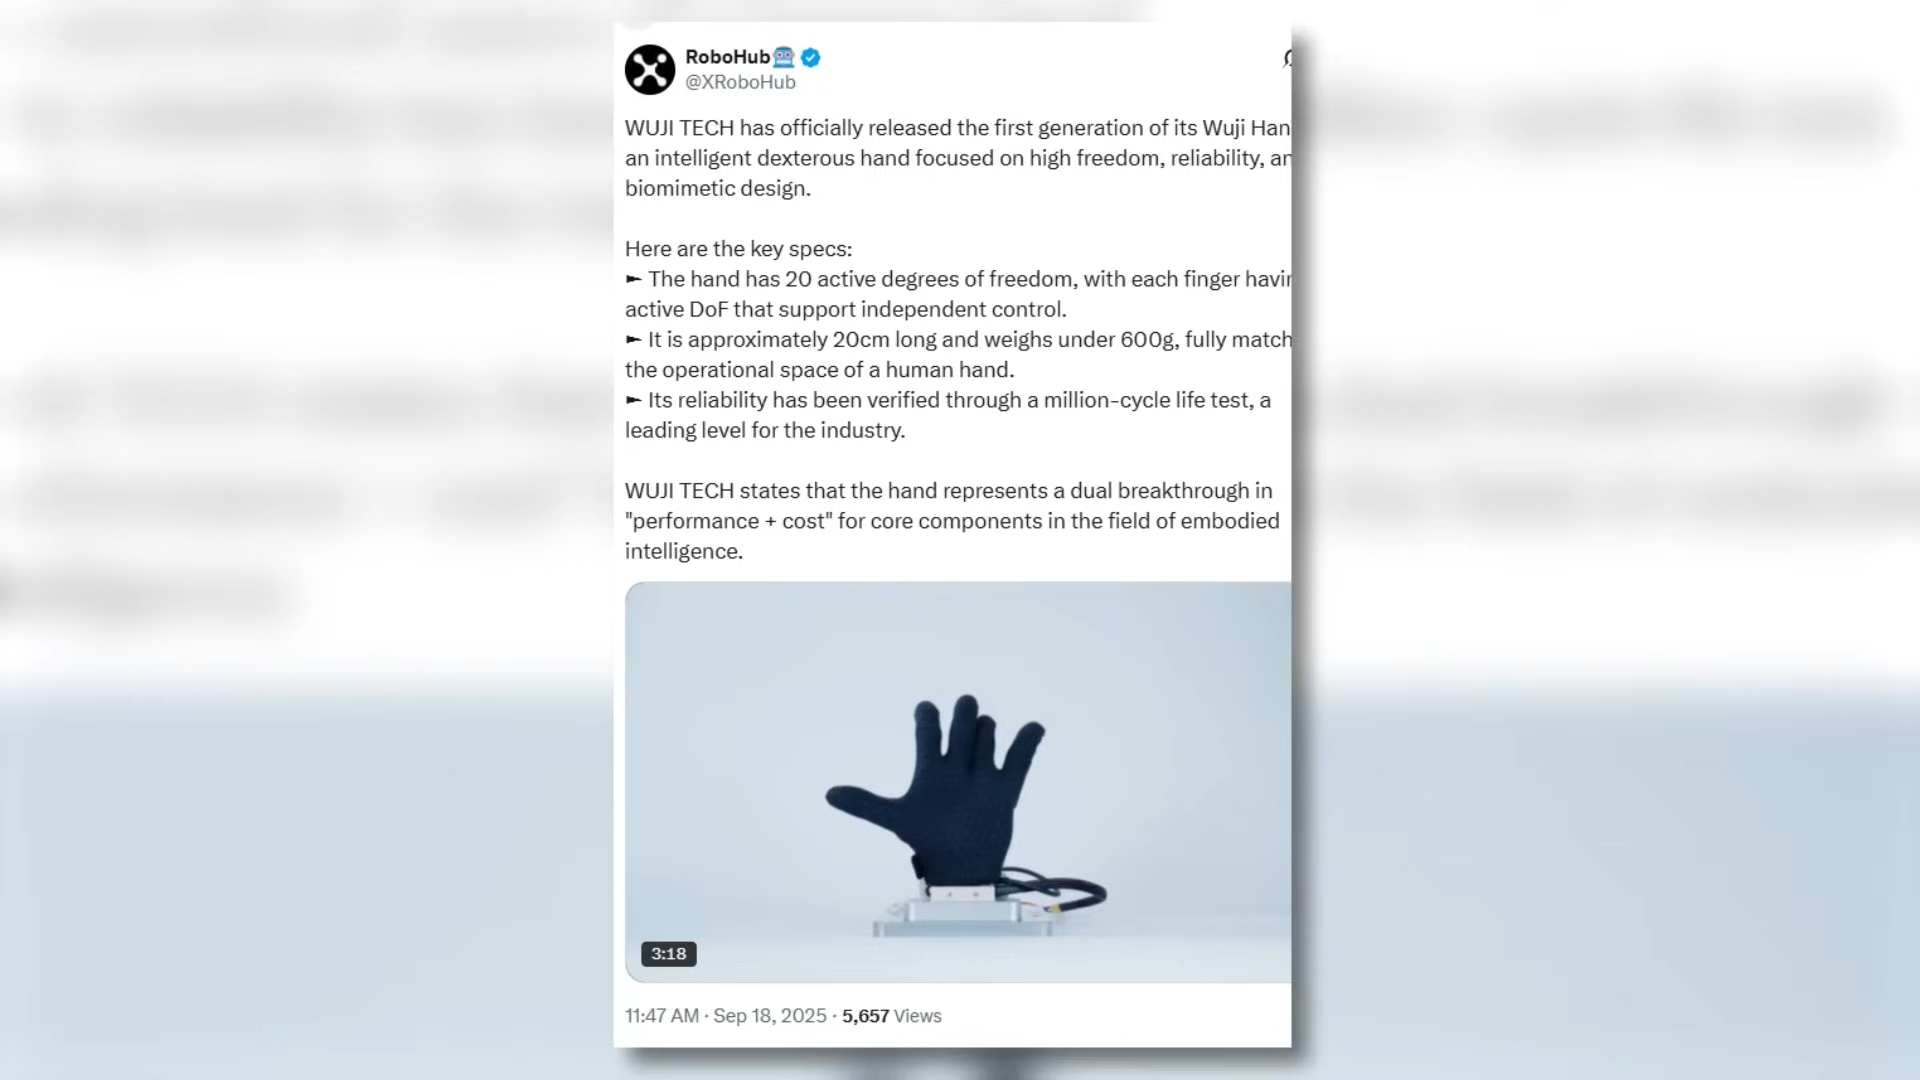 RoboHub
@XRoboHub
WUJI TECH has officially released the first generation of its Wuji Han
an intelligent dexterous hand focused on high freedom, reliability, an
biomimetic design.
Here are the key specs:
► The hand has 20 active degrees of freedom, with each finger havin
active DoF that support independent control.
► It is approximately 20cm long and weighs under 600g, fully match
the operational space of a human hand.
► Its reliability has been verified through a million-cycle life test, a
leading level for the industry.
WUJI TECH states that the hand represents a dual breakthrough in
"performance + cost" for core components in the field of embodied
intelligence.
3:18
11:47 AM · Sep 18, 2025 · 5,657 Views